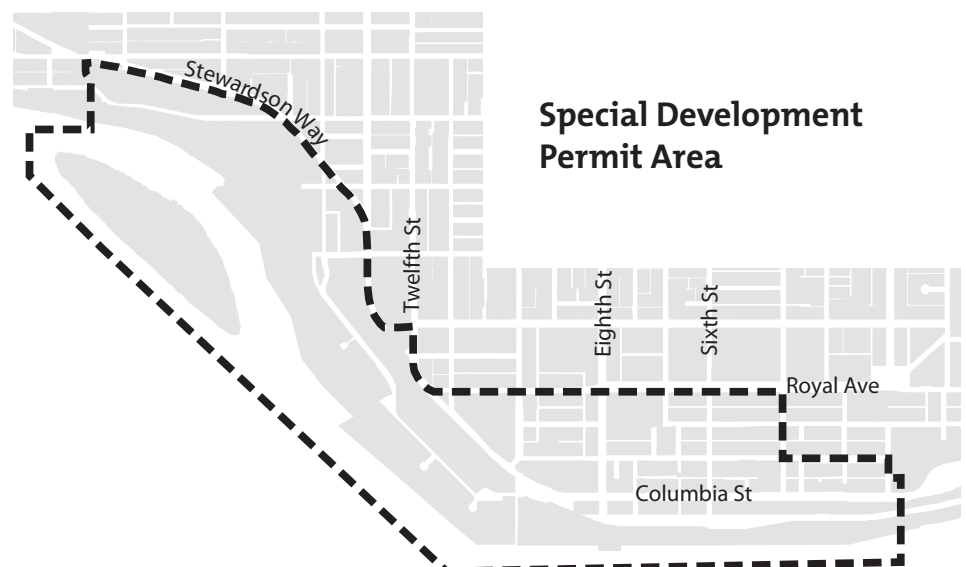 Special Development
Permit Area
Stewardson Way
Twelfth St
Eighth St
Sixth St
Royal Ave
Columbia St